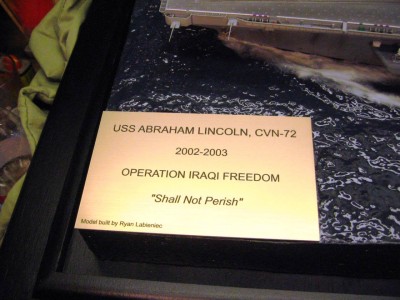 USS ABRAHAM LINCOLN, CVN-72
2002-2003
OPERATION IRAQI FREEDOM
"Shall Not Perish"
Model built by Ryan Labieniec